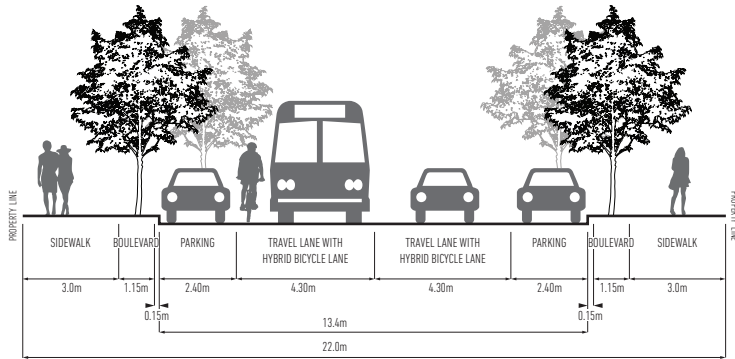 PROPERTY LINE
PROPERTY LINE
SIDEWALK
BOULEVARD
PARKING
TRAVEL LANE WITH
HYBRID BICYCLE LANE
TRAVEL LANE WITH
HYBRID BICYCLE LANE
PARKING
BOULEVARD
SIDEWALK
3.0m
1.15m
2.40m
4.30m
4.30m
2.40m
1.15m
3.0m
0.15m
0.15m
13.4m
22.0m